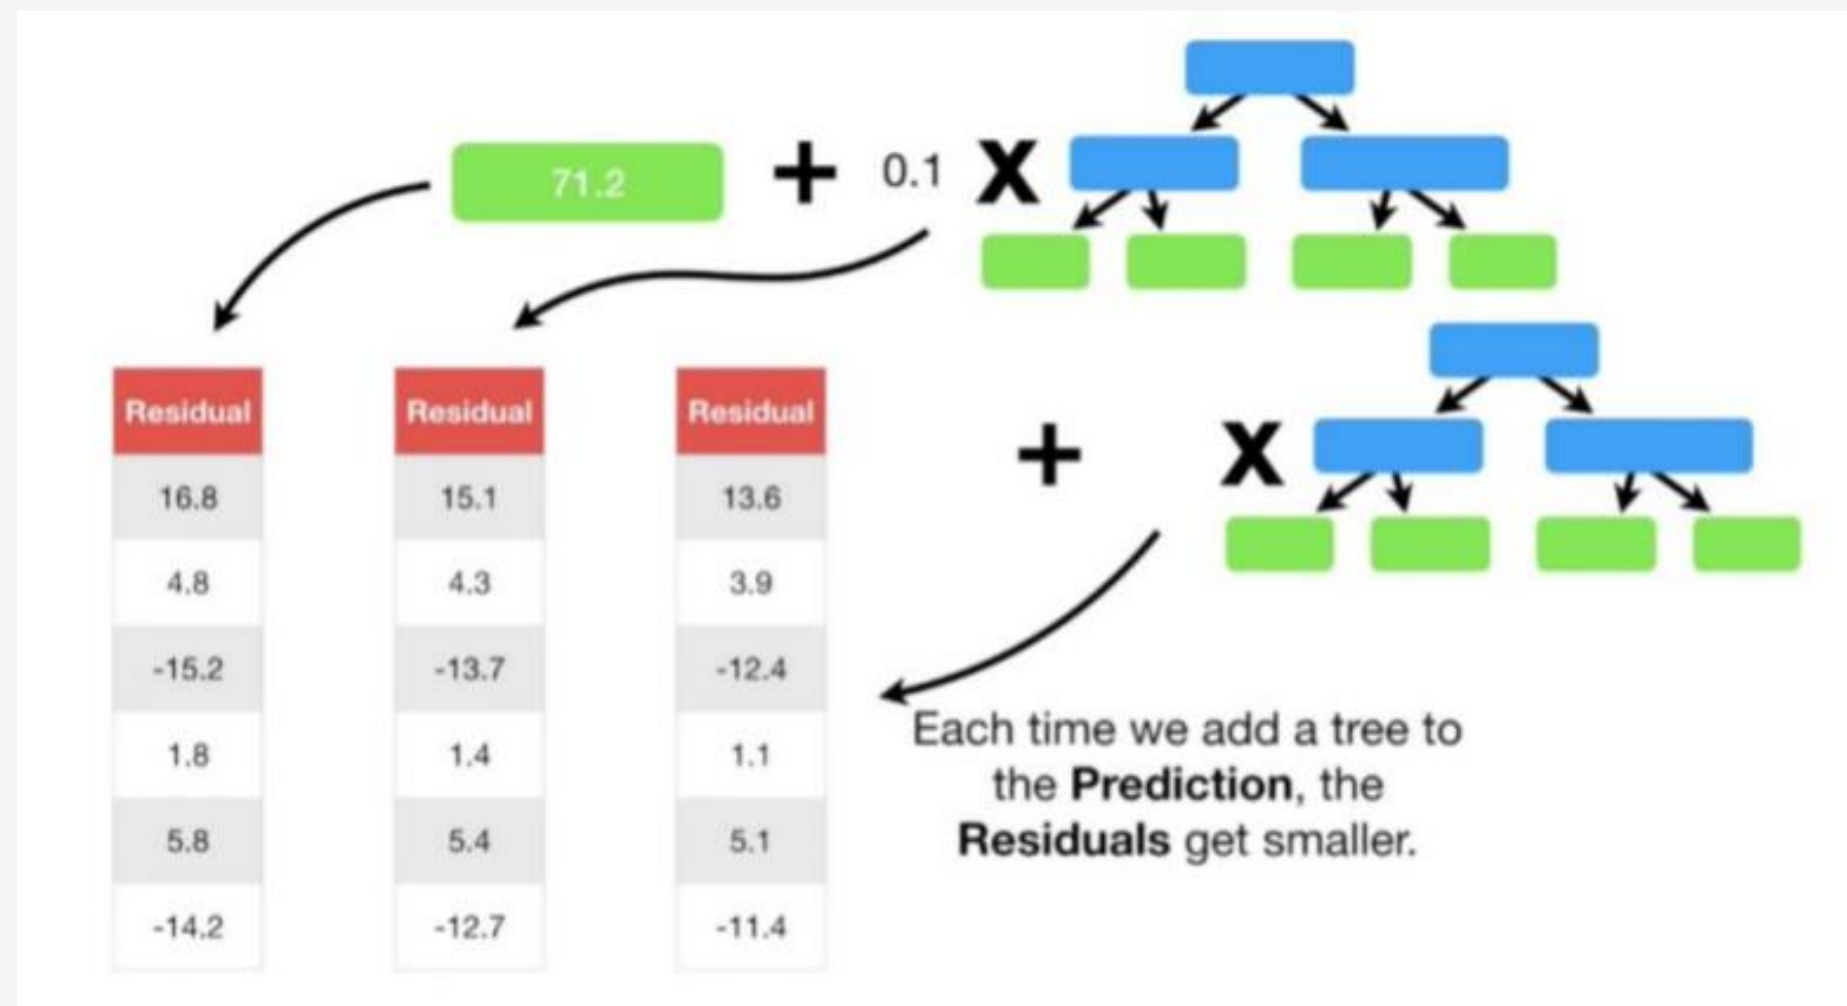 71.2 + 0.1 X
+ X
Residual Residual Residual
16.8 15.1 13.6
4.8 4.3 3.9
-15.2 -13.7 -12.4
1.8 1.4 1.1
5.8 5.4 5.1
-14.2 -12.7 -11.4
Each time we add a tree to
the Prediction, the
Residuals get smaller.